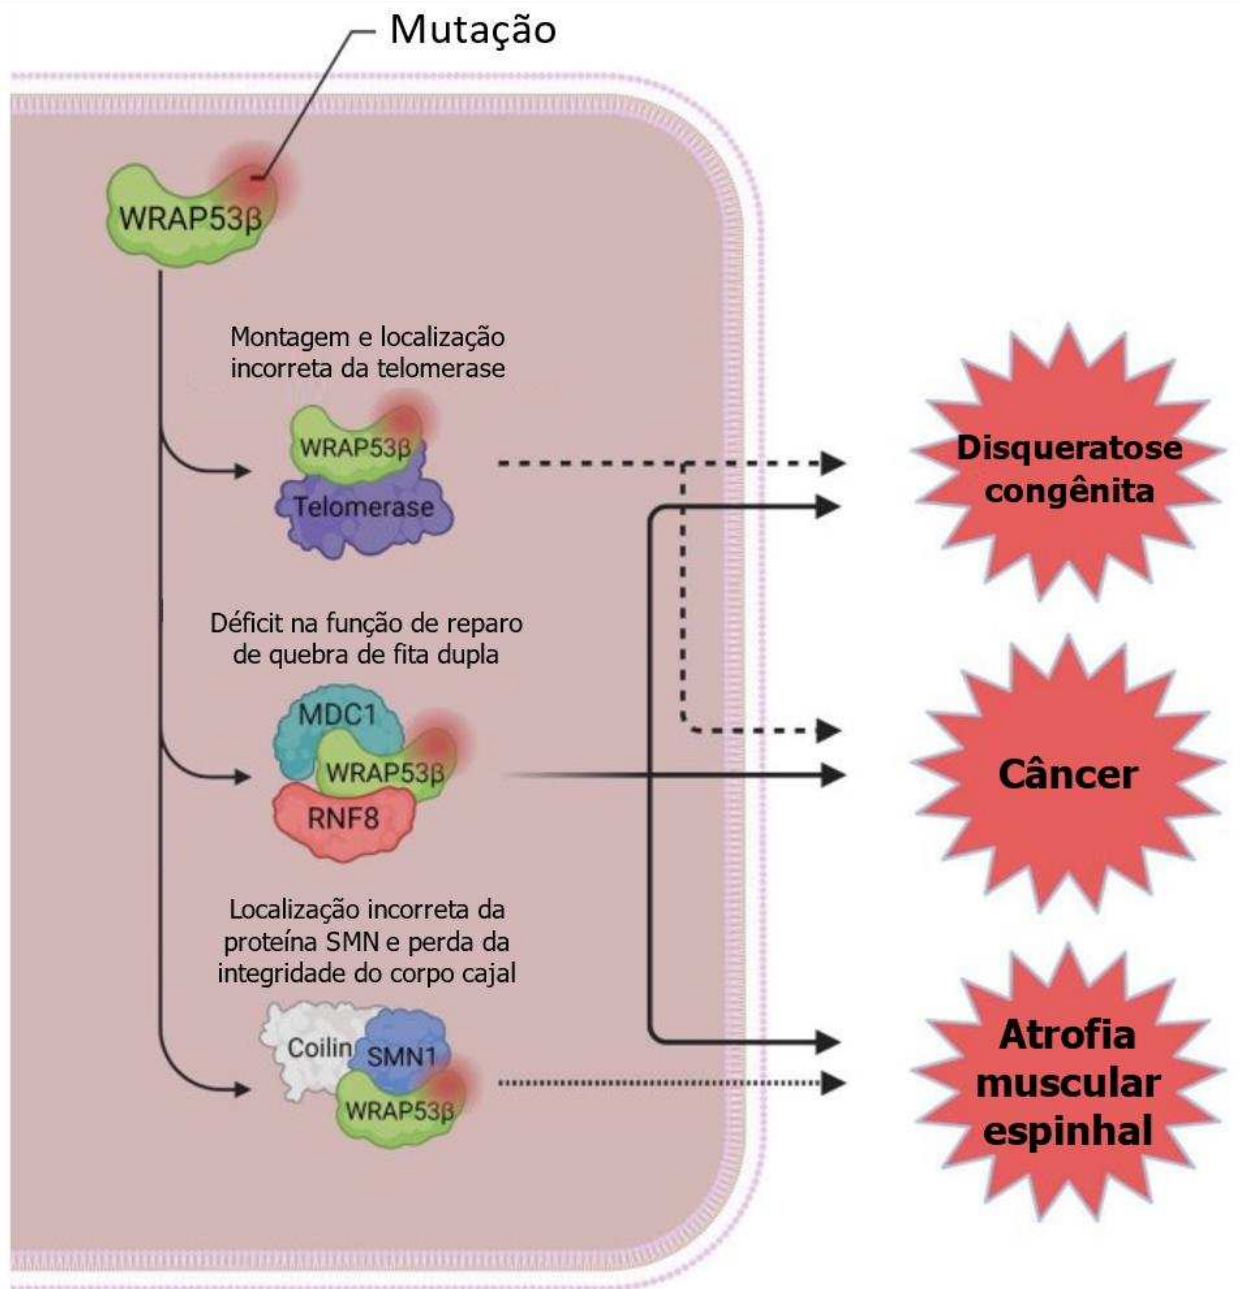 Mutação
WRAP53β
Montagem e localização
incorreta da telomerase
WRAP53β
Telomerase
Disqueratose
congênita
Déficit na função de reparo
de quebra de fita dupla
MDC1
WRAP53β
RNF8
Câncer
Localização incorreta da
proteína SMN e perda da
integridade do corpo cajal
Coilin
SMN1
WRAP53β
Atrofia
muscular
espinhal